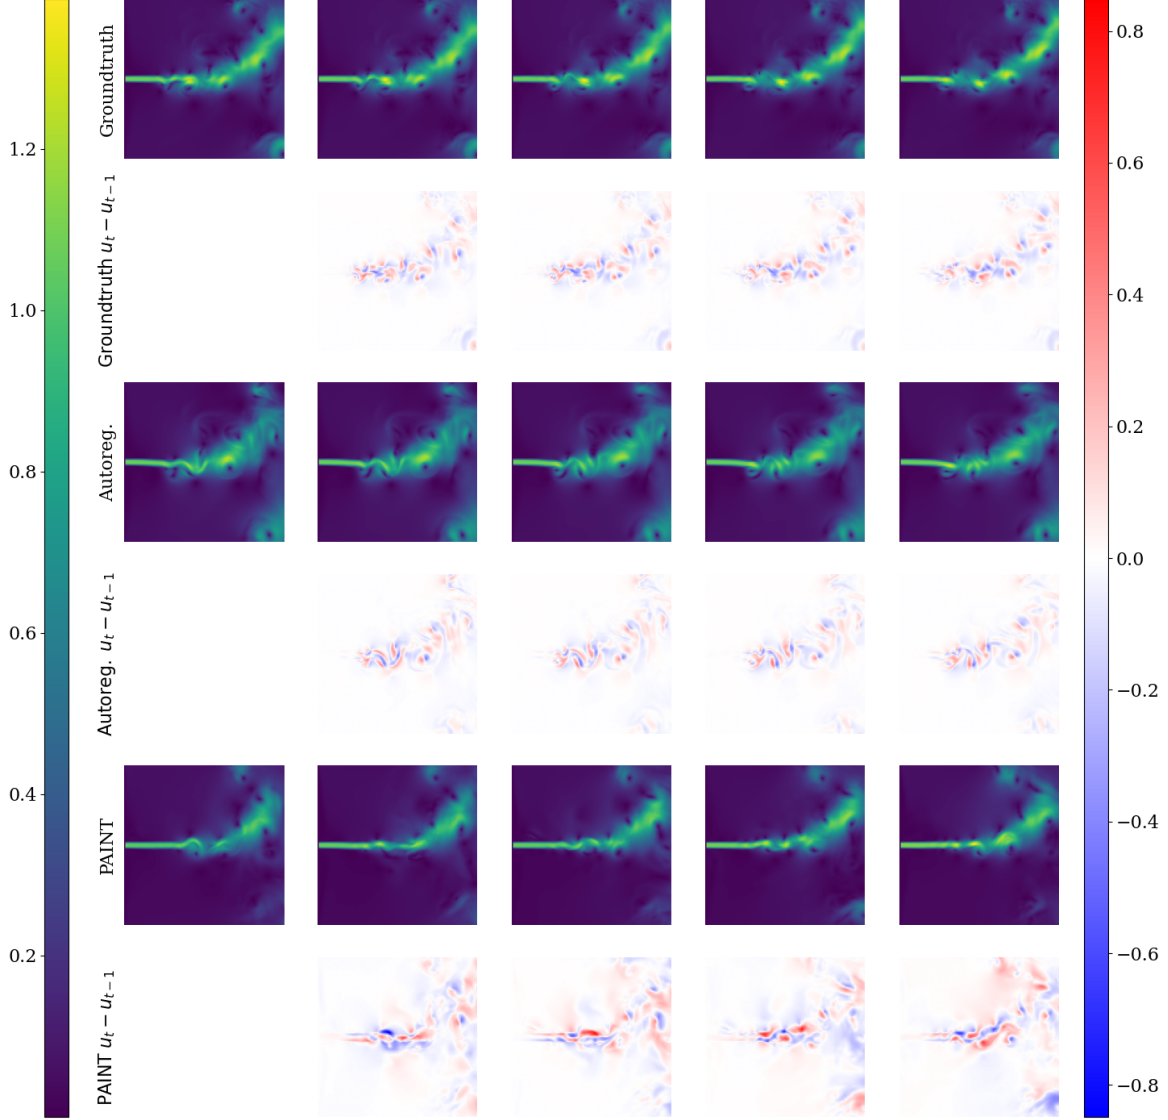 1.2
1.0
0.8
0.6
0.4
0.2
Groundtruth
Groundtruth u_t − u_{t−1}
Autoreg.
Autoreg. u_t − u_{t−1}
PAINT
PAINT u_t − u_{t−1}
0.8
0.6
0.4
0.2
0.0
−0.2
−0.4
−0.6
−0.8